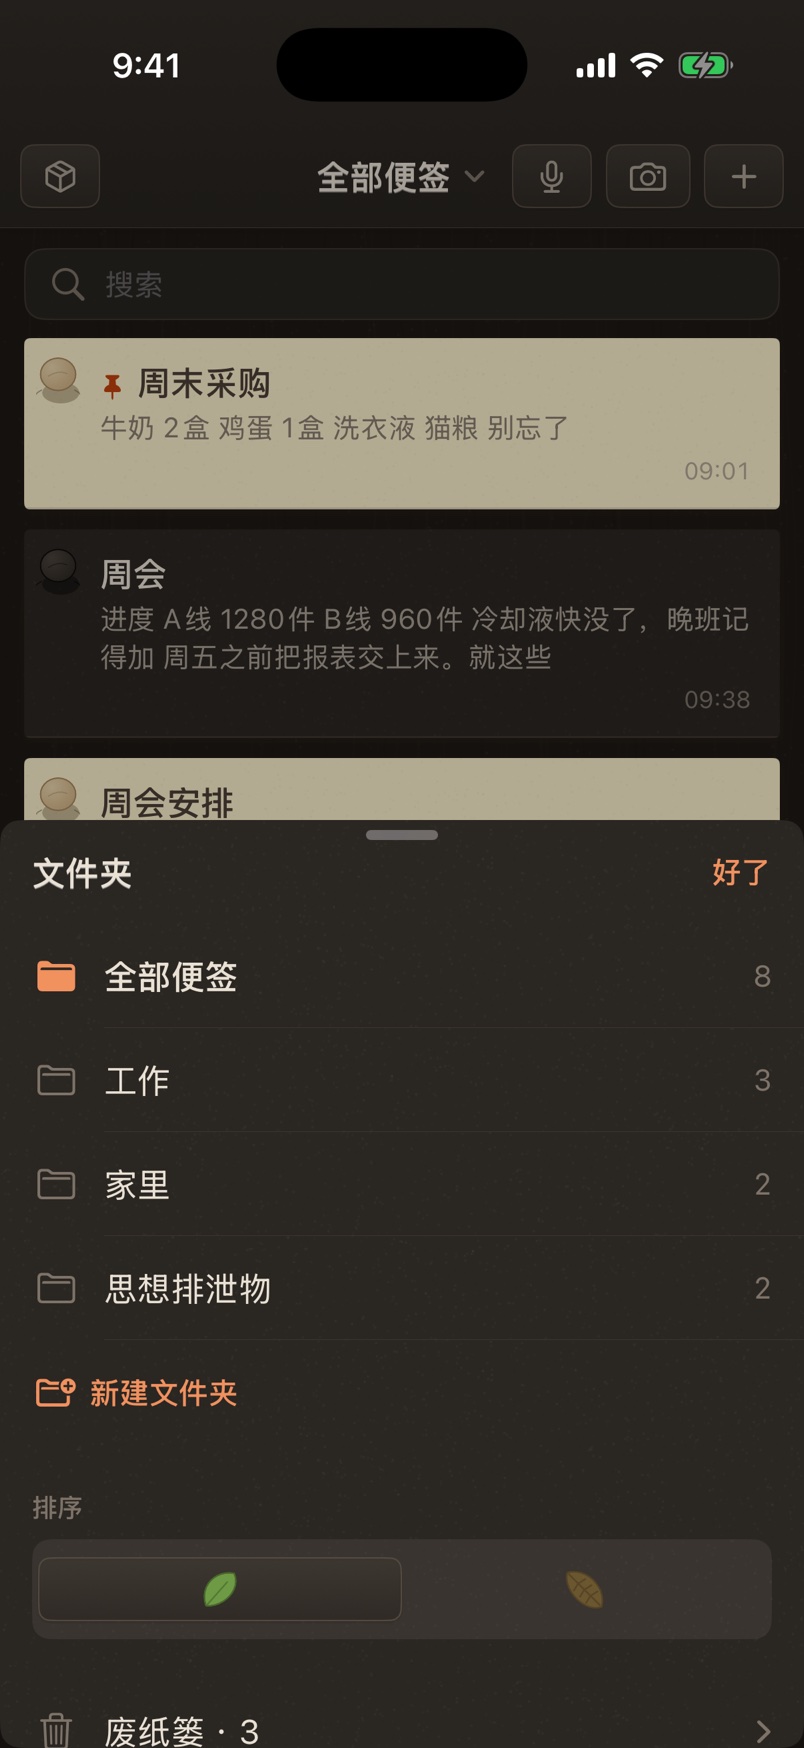 9:41
全部便签
搜索
周末采购
牛奶 2盒 鸡蛋 1盒 洗衣液 猫粮 别忘了
09:01
周会
进度 A线 1280件 B线 960件 冷却液快没了，晚班记
得加 周五之前把报表交上来。就这些
09:38
周会安排
文件夹
好了
全部便签
8
工作
3
家里
2
思想排泄物
2
新建文件夹
排序
废纸篓 · 3